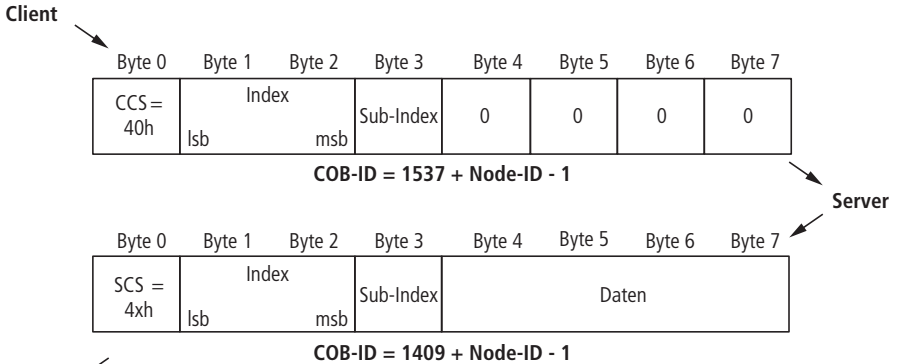 Client
Byte 0 Byte 1 Byte 2 Byte 3 Byte 4 Byte 5 Byte 6 Byte 7
CCS =
40h
Index
lsb msb
Sub-Index
0 0 0 0
COB-ID = 1537 + Node-ID - 1
Server
Byte 0 Byte 1 Byte 2 Byte 3 Byte 4 Byte 5 Byte 6 Byte 7
SCS =
4xh
Index
lsb msb
Sub-Index
Daten
COB-ID = 1409 + Node-ID - 1